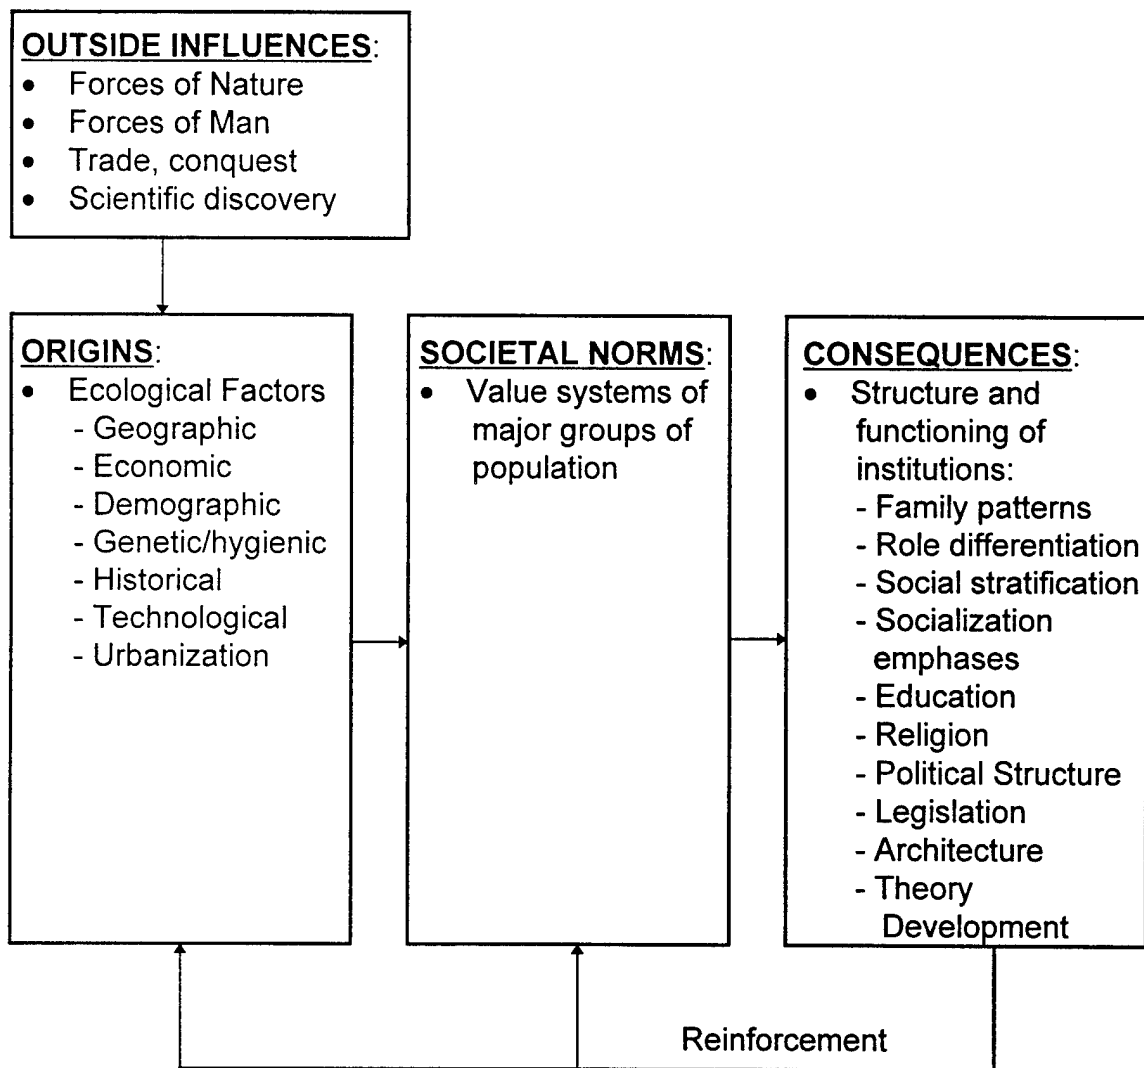 OUTSIDE INFLUENCES:
• Forces of Nature
• Forces of Man
• Trade, conquest
• Scientific discovery
ORIGINS:
• Ecological Factors
- Geographic
- Economic
- Demographic
- Genetic/hygienic
- Historical
- Technological
- Urbanization
SOCIETAL NORMS:
• Value systems of
major groups of
population
CONSEQUENCES:
• Structure and
functioning of
institutions:
- Family patterns
- Role differentiation
- Social stratification
- Socialization
emphases
- Education
- Religion
- Political Structure
- Legislation
- Architecture
- Theory
Development
Reinforcement